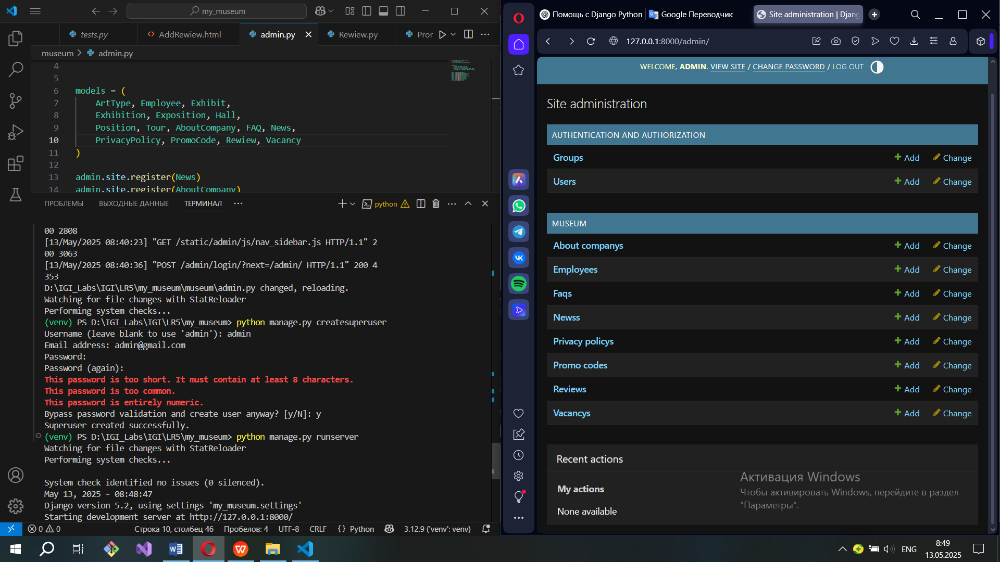 my_museum
tests.py
AddRewiew.html
admin.py
Rewiew.py
Pror
museum > admin.py
4
5
6 models = (
7 ArtType, Employee, Exhibit,
8 Exhibition, Exposition, Hall,
9 Position, Tour, AboutCompany, FAQ, News,
10 PrivacyPolicy, PromoCode, Rewiew, Vacancy
11 )
12
13 admin.site.register(News)
14 admin.site.register(AboutCompany)
ПРОБЛЕМЫ
ВЫХОДНЫЕ ДАННЫЕ
ТЕРМИНАЛ
python
00 2808
[13/May/2025 08:40:23] "GET /static/admin/js/nav_sidebar.js HTTP/1.1" 2
00 3063
[13/May/2025 08:40:36] "POST /admin/login/?next=/admin/ HTTP/1.1" 200 4
353
D:\IGI_Labs\IGI\LR5\my_museum\museum\admin.py changed, reloading.
Watching for file changes with StatReloader
Performing system checks...
(venv) PS D:\IGI_Labs\IGI\LR5\my_museum> python manage.py createsuperuser
Username (leave blank to use 'admin'): admin
Email address: admin@gmail.com
Password:
Password (again):
This password is too short. It must contain at least 8 characters.
This password is too common.
This password is entirely numeric.
Bypass password validation and create user anyway? [y/N]: y
Superuser created successfully.
(venv) PS D:\IGI_Labs\IGI\LR5\my_museum> python manage.py runserver
Watching for file changes with StatReloader
Performing system checks...
System check identified no issues (0 silenced).
May 13, 2025 - 08:48:47
Django version 5.2, using settings 'my_museum.settings'
Starting development server at http://127.0.0.1:8000/
0 0
Строка 10, столбец 46
Пробелов: 4
UTF-8
CRLF
{} Python
3.12.9 ('venv': venv)
Помощь с Django Python
Google Переводчик
Site administration | Djang
127.0.0.1:8000/admin/
WELCOME, ADMIN. VIEW SITE / CHANGE PASSWORD / LOG OUT
Site administration
AUTHENTICATION AND AUTHORIZATION
Groups Add Change
Users Add Change
MUSEUM
About companys Add Change
Employees Add Change
Faqs Add Change
Newss Add Change
Privacy policys Add Change
Promo codes Add Change
Reviews Add Change
Vacancys Add Change
Recent actions
My actions
None available
Активация Windows
Чтобы активировать Windows, перейдите в раздел
"Параметры".
ENG
8:49
13.05.2025